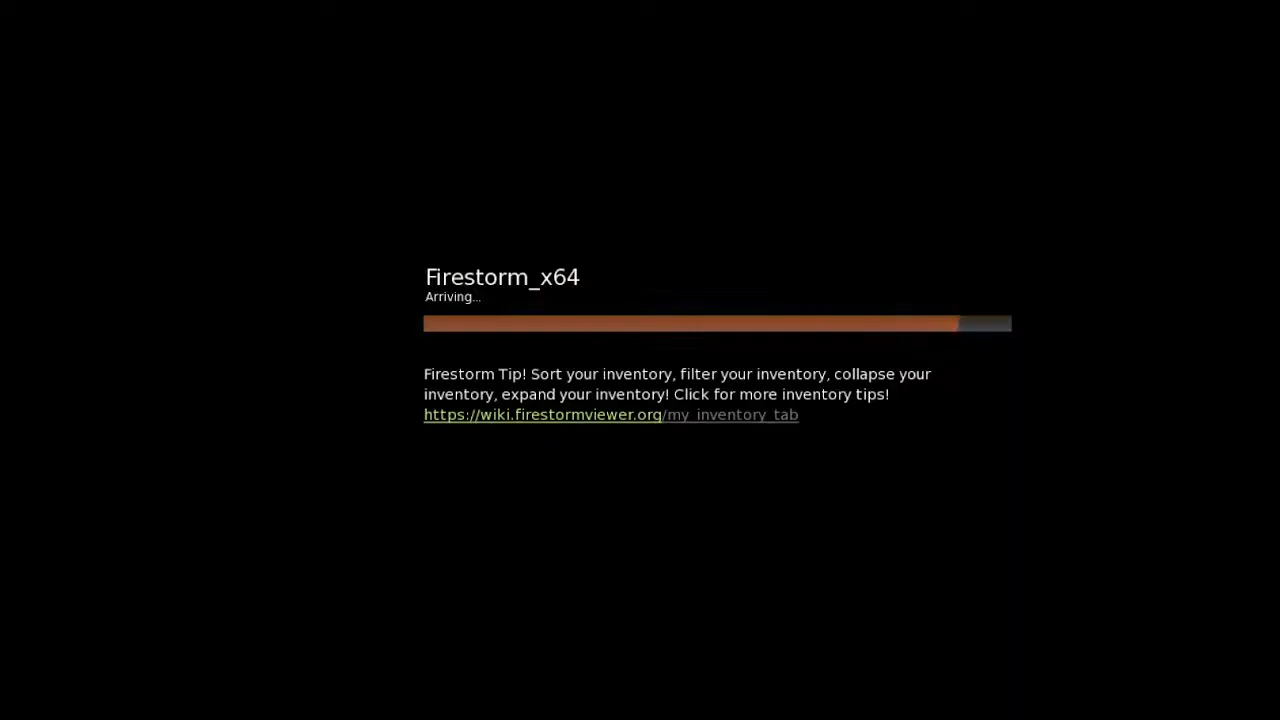 Firestorm_x64
Arriving...
Firestorm Tip! Sort your inventory, filter your inventory, collapse your
inventory, expand your inventory! Click for more inventory tips!
https://wiki.firestormviewer.org/my_inventory_tab